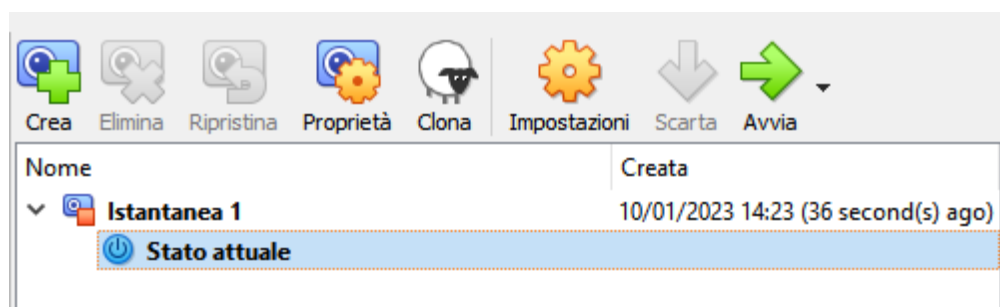 Crea Elimina Ripristina Proprietà Clona Impostazioni Scarta Avvia
Nome Creata
Istantanea 1 10/01/2023 14:23 (36 second(s) ago)
Stato attuale